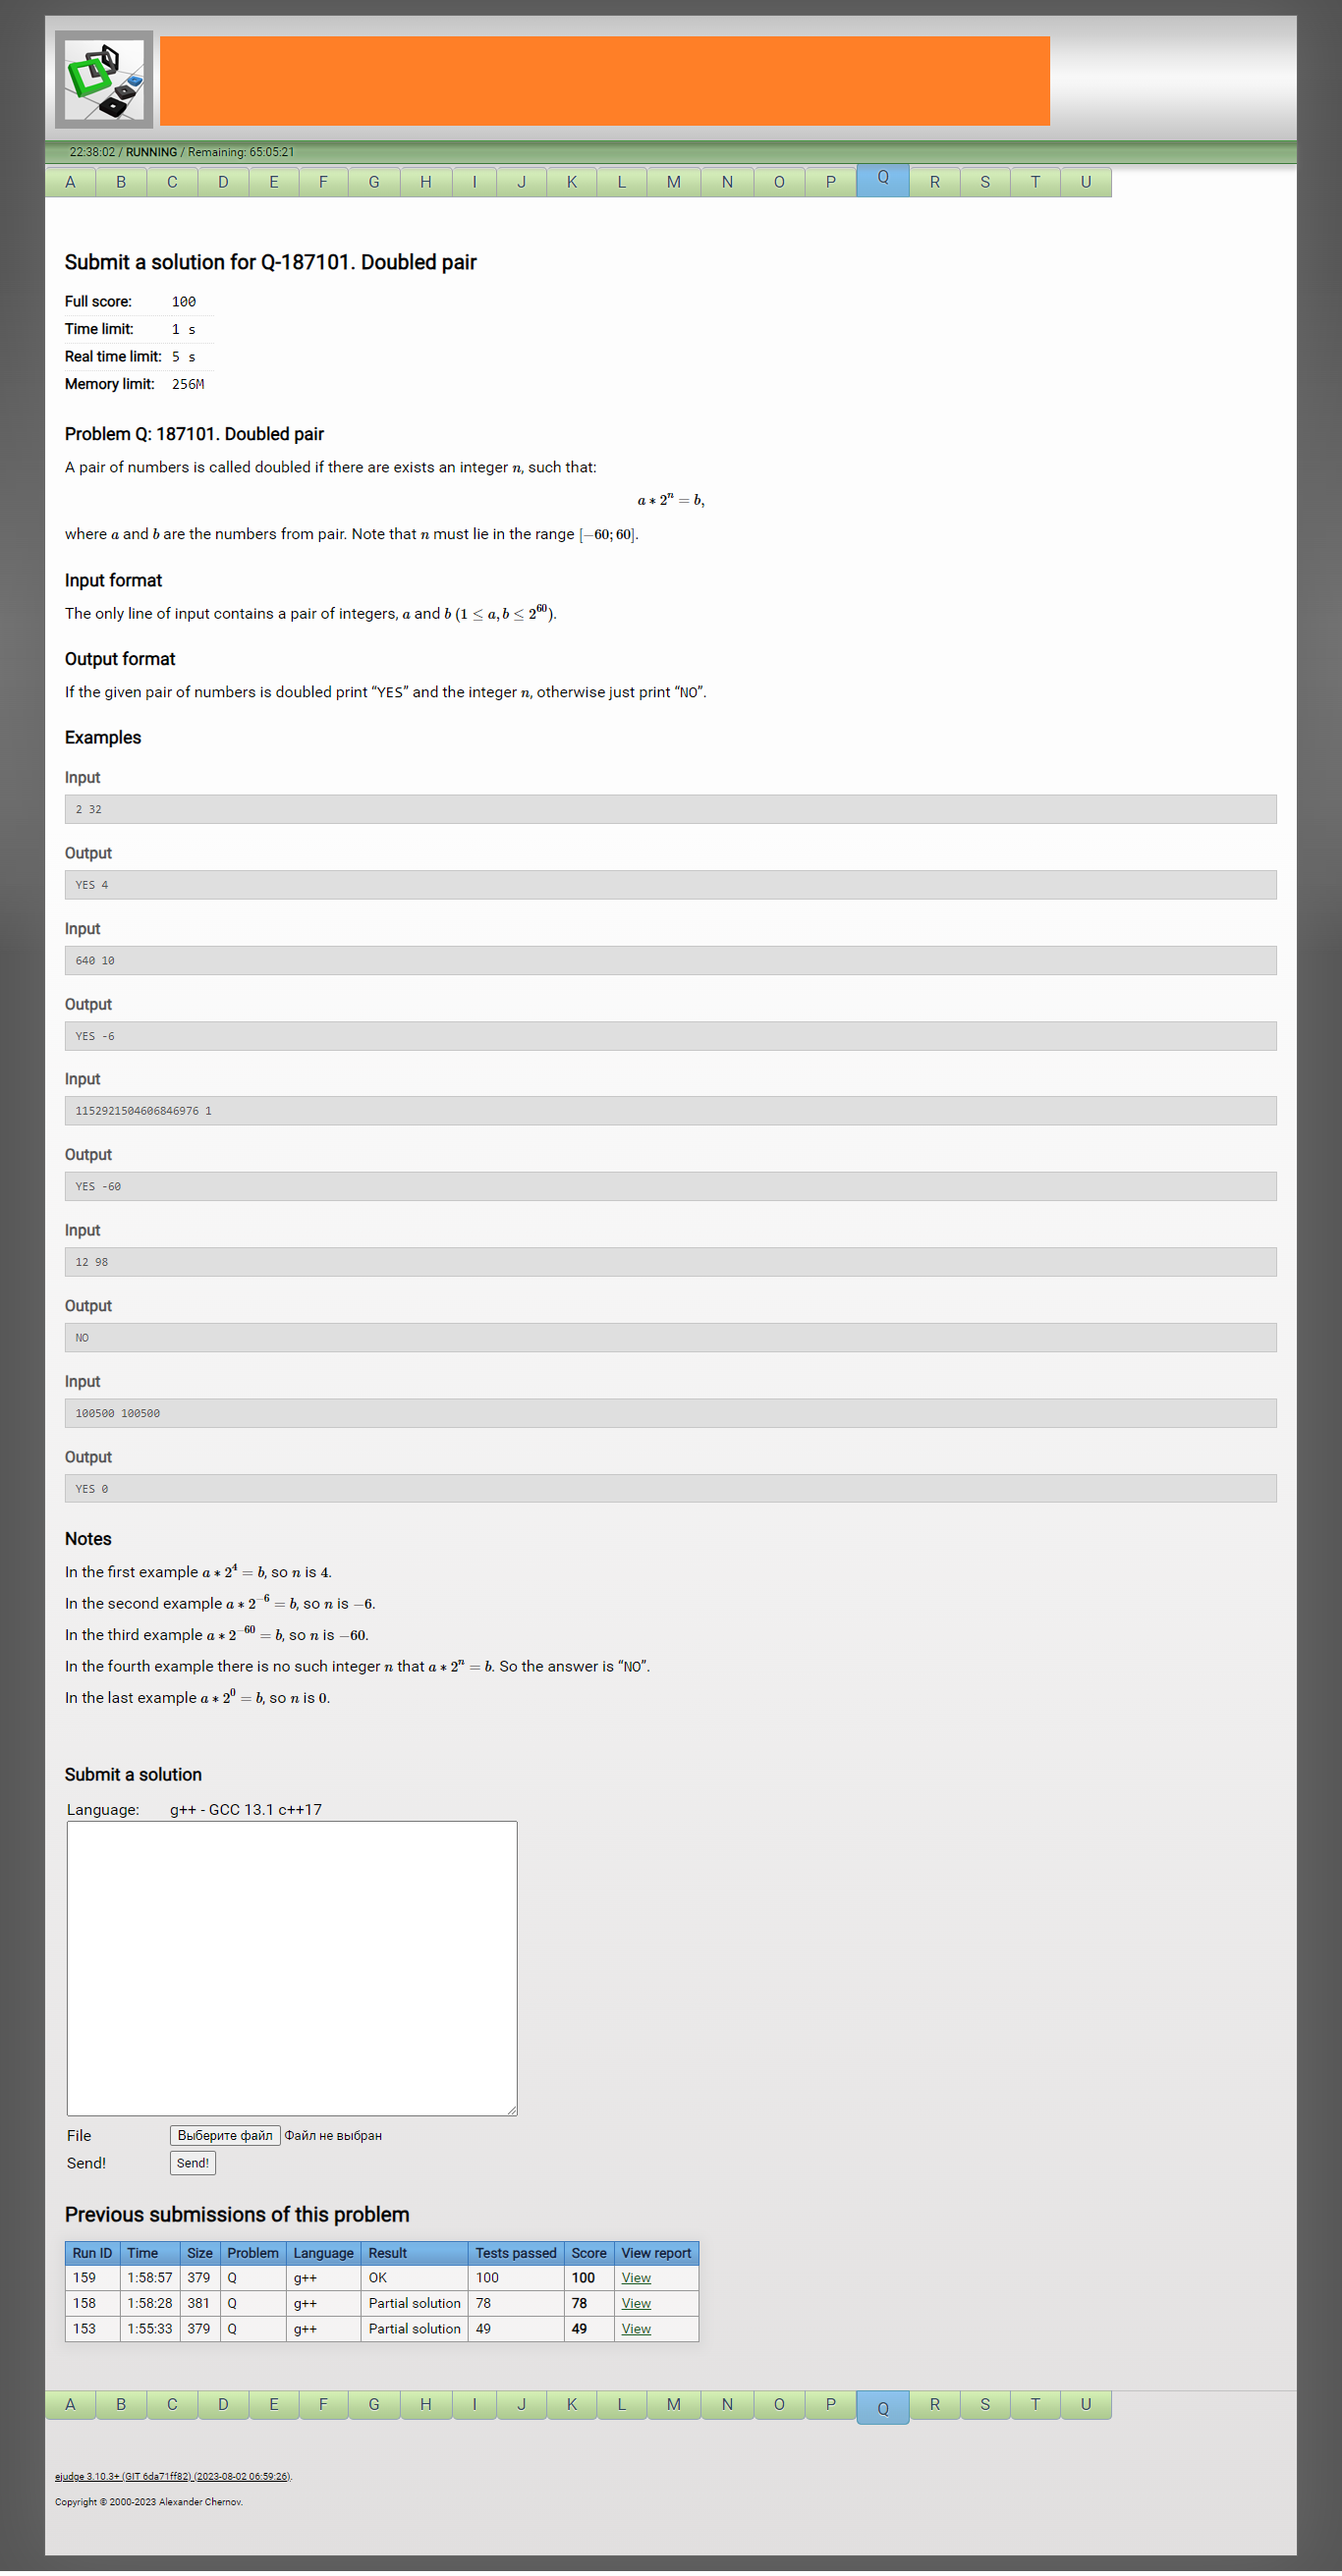 22:38:02 / RUNNING / Remaining: 65:05:21
A B C D E F G H I J K L M N O P Q R S T U
Submit a solution for Q-187101. Doubled pair
Full score: 100
Time limit: 1 s
Real time limit: 5 s
Memory limit: 256M
Problem Q: 187101. Doubled pair
A pair of numbers is called doubled if there are exists an integer n, such that:
a * 2^n = b,
where a and b are the numbers from pair. Note that n must lie in the range [−60; 60].
Input format
The only line of input contains a pair of integers, a and b (1 ≤ a, b ≤ 2^60).
Output format
If the given pair of numbers is doubled print “YES” and the integer n, otherwise just print “NO”.
Examples
Input
2 32
Output
YES 4
Input
640 10
Output
YES -6
Input
1152921504606846976 1
Output
YES -60
Input
12 98
Output
NO
Input
100500 100500
Output
YES 0
Notes
In the first example a * 2^4 = b, so n is 4.
In the second example a * 2^−6 = b, so n is −6.
In the third example a * 2^−60 = b, so n is −60.
In the fourth example there is no such integer n that a * 2^n = b. So the answer is “NO”.
In the last example a * 2^0 = b, so n is 0.
Submit a solution
Language: g++ - GCC 13.1 c++17
File Выберите файл Файл не выбран
Send! Send!
Previous submissions of this problem
Run ID Time Size Problem Language Result Tests passed Score View report
159 1:58:57 379 Q g++ OK 100 100 View
158 1:58:28 381 Q g++ Partial solution 78 78 View
153 1:55:33 379 Q g++ Partial solution 49 49 View
A B C D E F G H I J K L M N O P Q R S T U
ejudge 3.10.3+ (GIT 6da71ff82) (2023-08-02 06:59:26).
Copyright © 2000-2023 Alexander Chernov.